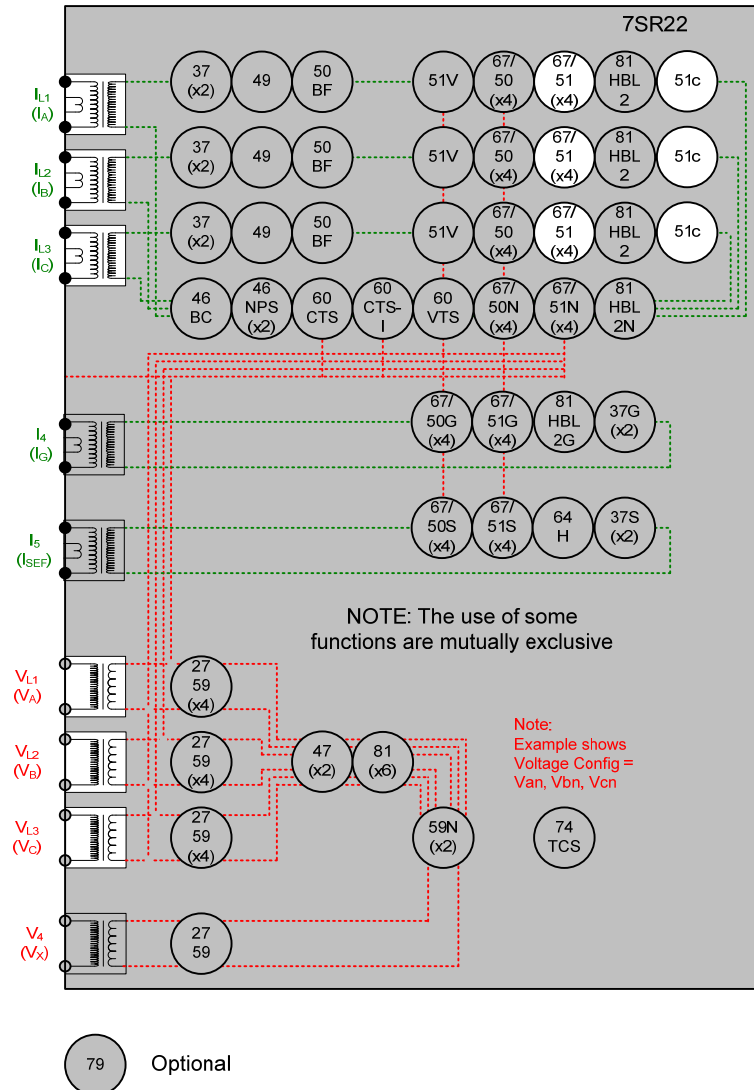 7SR22
IL1
(IA)
37
(x2)
49
50
BF
51V
67/
50
(x4)
67/
51
(x4)
81
HBL
2
51c
IL2
(IB)
37
(x2)
49
50
BF
51V
67/
50
(x4)
67/
51
(x4)
81
HBL
2
51c
IL3
(IC)
37
(x2)
49
50
BF
51V
67/
50
(x4)
67/
51
(x4)
81
HBL
2
51c
46
BC
46
NPS
(x2)
60
CTS
60
CTS-
I
60
VTS
67/
50N
(x4)
67/
51N
(x4)
81
HBL
2N
I4
(IG)
67/
50G
(x4)
67/
51G
(x4)
81
HBL
2G
37G
(x2)
I5
(ISEF)
67/
50S
(x4)
67/
51S
(x4)
64
H
37S
(x2)
NOTE: The use of some
functions are mutually exclusive
VL1
(VA)
27
59
(x4)
VL2
(VB)
27
59
(x4)
47
(x2)
81
(x6)
Note:
Example shows
Voltage Config =
Van, Vbn, Vcn
VL3
(VC)
27
59
(x4)
59N
(x2)
74
TCS
V4
(VX)
27
59
79
Optional